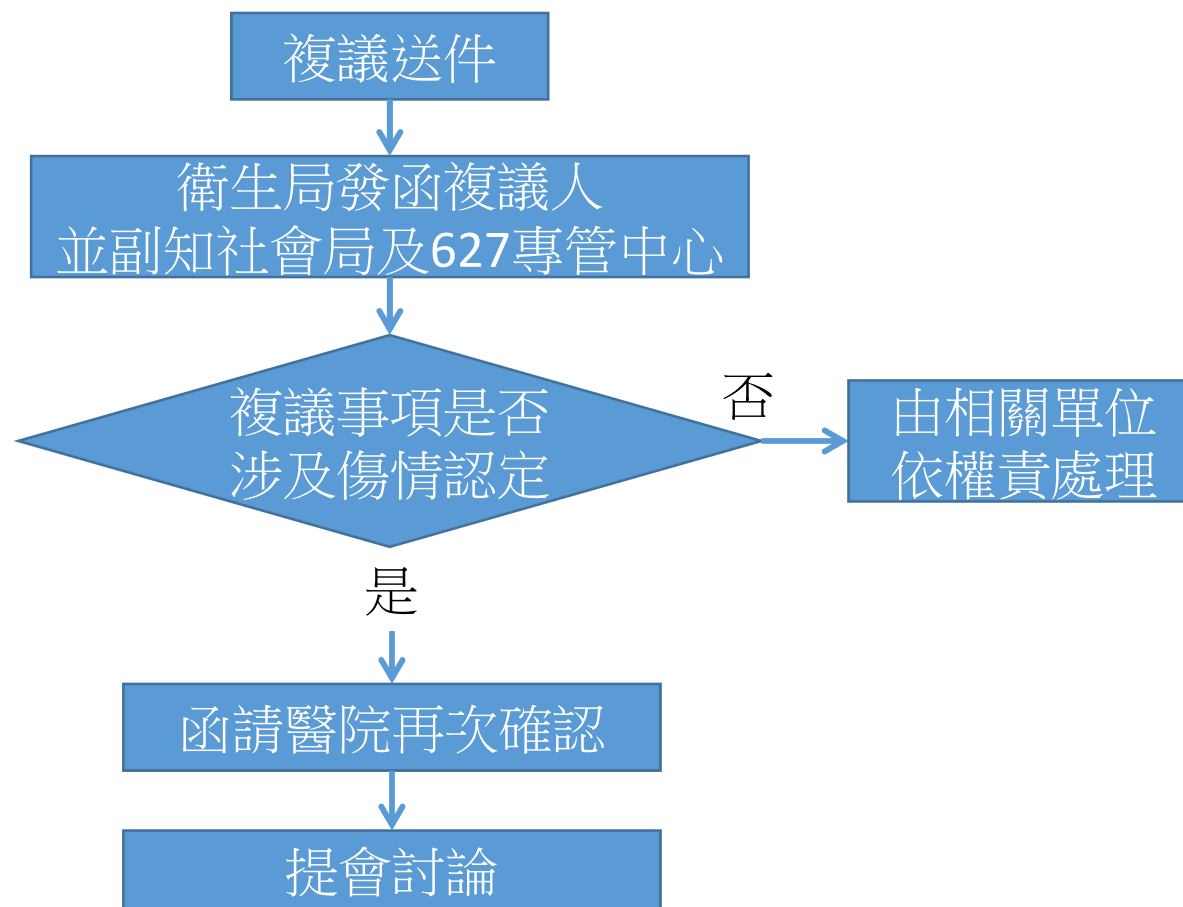 複議送件
衛生局發函複議人
並副知社會局及627專管中心
複議事項是否
涉及傷情認定
否
由相關單位
依權責處理
是
函請醫院再次確認
提會討論